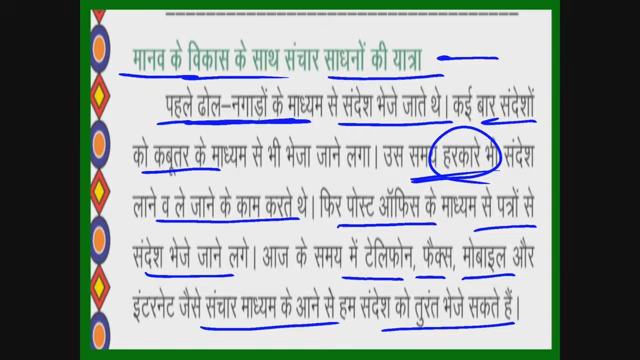 मानव के विकास के साथ संचार साधनों की यात्रा
पहले ढोल-नगाड़ों के माध्यम से संदेश भेजे जाते थे। कई बार संदेशों
को कबूतर के माध्यम से भी भेजा जाने लगा। उस समय हरकारे भी संदेश
लाने व ले जाने के काम करते थे। फिर पोस्ट ऑफिस के माध्यम से पत्रों से
संदेश भेजे जाने लगे। आज के समय में टेलिफोन, फैक्स, मोबाइल और
इंटरनेट जैसे संचार माध्यम के आने से हम संदेश को तुरंत भेजे सकते हैं।